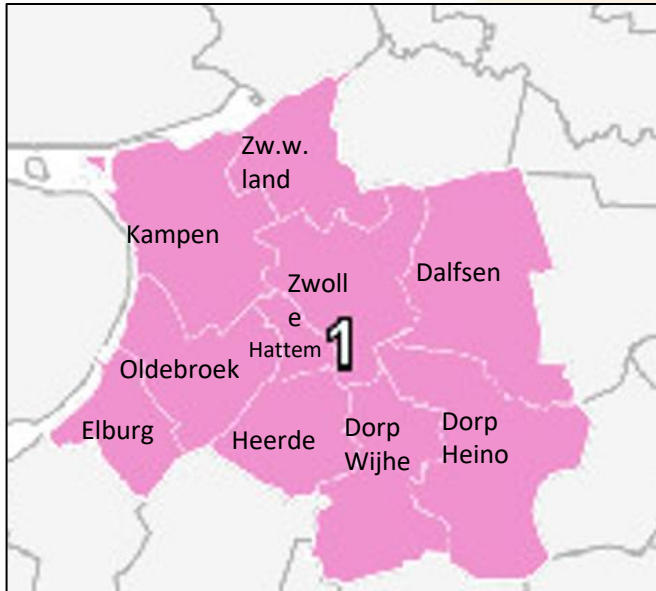 Zw.w.
land
Kampen
Dalfsen
Zwoll
e
Hattem
1
Oldebroek
Elburg
Heerde
Dorp
Wijhe
Dorp
Heino